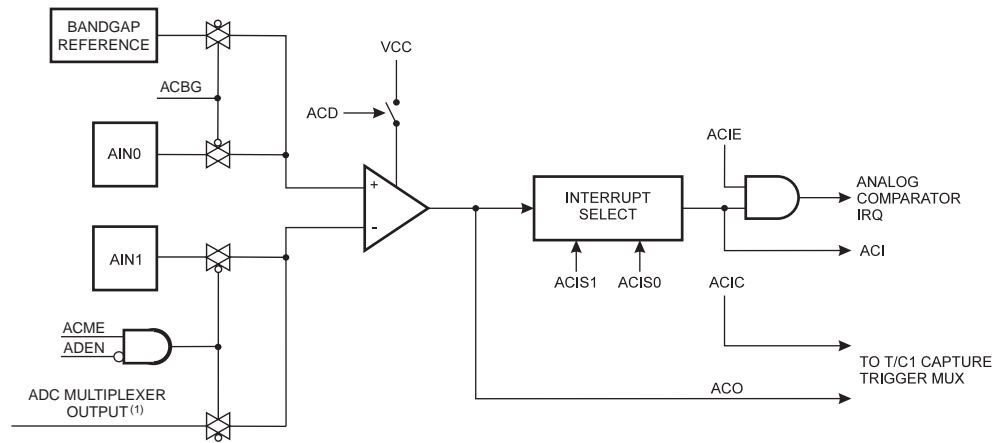 BANDGAP
REFERENCE
ACBG
AIN0
AIN1
ACME
ADEN
ADC MULTIPLEXER
OUTPUT (1)
VCC
ACD
+
-
INTERRUPT
SELECT
ACIS1 ACIS0
ACIE
ANALOG
COMPARATOR
IRQ
ACI
ACIC
TO T/C1 CAPTURE
TRIGGER MUX
ACO